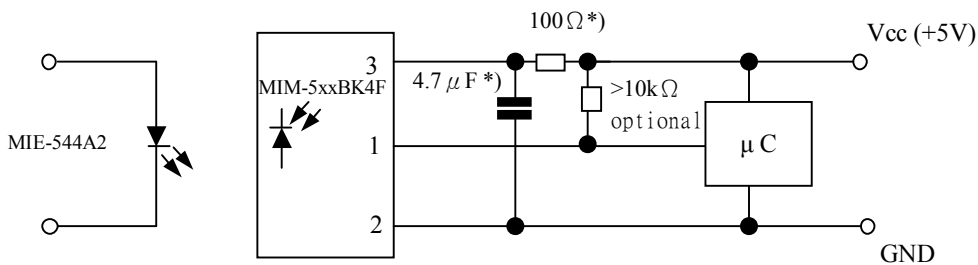 100Ω*)
Vcc (+5V)
3
4.7μF*)
MIM-5xxBK4F
>10kΩ
optional
MIE-544A2
1
μC
2
GND